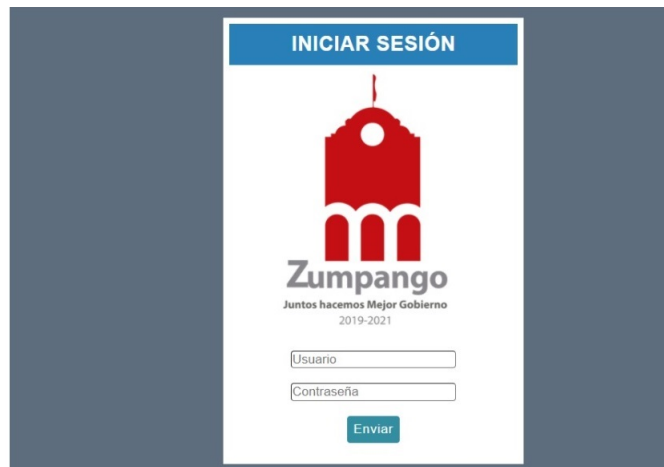 INICIAR SESIÓN
Zumpango
Juntos hacemos Mejor Gobierno
2019-2021
Usuario
Contraseña
Enviar